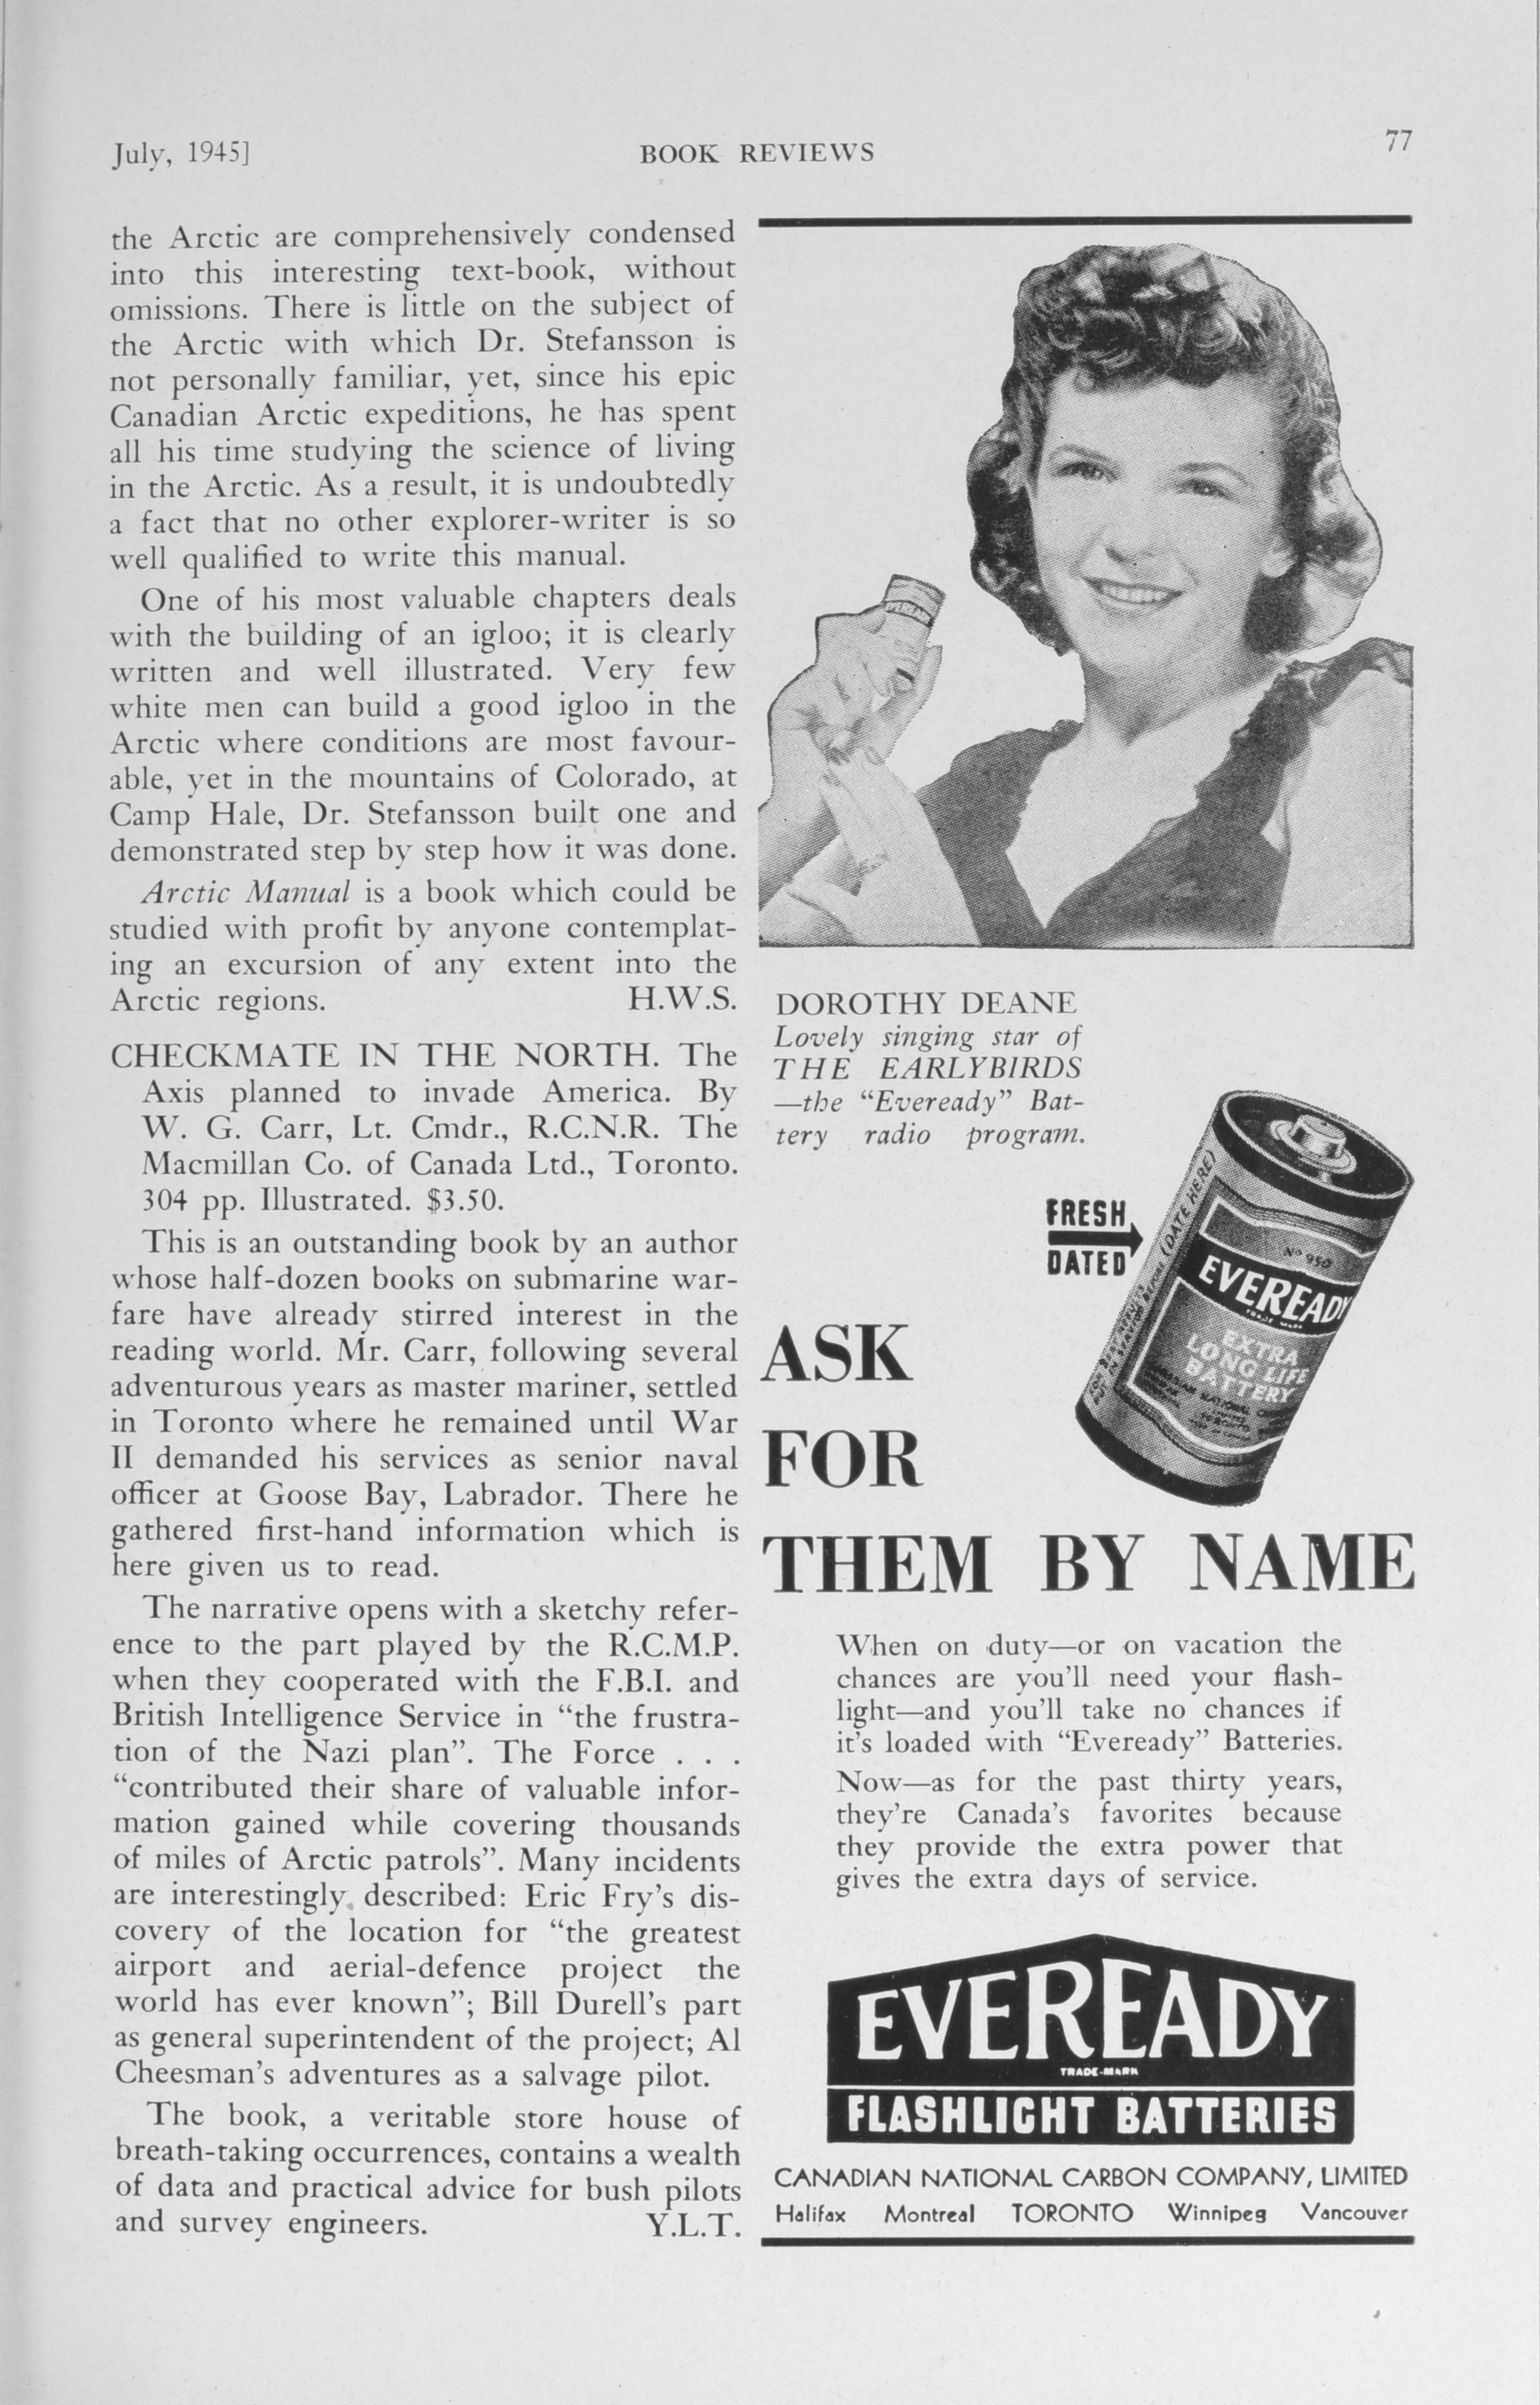 July, 1945]
BOOK REVIEWS
77
the Arctic are comprehensively condensed
into this interesting text-book, without
omissions. There is little on the subject of
the Arctic with which Dr. Stefansson is
not personally familiar, yet, since his epic
Canadian Arctic expeditions, he has spent
all his time studying the science of living
in the Arctic. As a result, it is undoubtedly
a fact that no other explorer-writer is so
well qualified to write this manual.
One of his most valuable chapters deals
with the building of an igloo; it is clearly
written and well illustrated. Very few
white men can build a good igloo in the
Arctic where conditions are most favour-
able, yet in the mountains of Colorado, at
Camp Hale, Dr. Stefansson built one and
demonstrated step by step how it was done.
Arctic Manual is a book which could be
studied with profit by anyone contemplat-
ing an excursion of any extent into the
Arctic regions. H.W.S.
CHECKMATE IN THE NORTH. The
Axis planned to invade America. By
W. G. Carr, Lt. Cmdr., R.C.N.R. The
Macmillan Co. of Canada Ltd., Toronto.
304 pp. Illustrated. $3.50.
This is an outstanding book by an author
whose half-dozen books on submarine war-
fare have already stirred interest in the
reading world. Mr. Carr, following several
adventurous years as master mariner, settled
in Toronto where he remained until War
II demanded his services as senior naval
officer at Goose Bay, Labrador. There he
gathered first-hand information which is
here given us to read.
The narrative opens with a sketchy refer-
ence to the part played by the R.C.M.P.
when they cooperated with the F.B.I. and
British Intelligence Service in “the frustra-
tion of the Nazi plan”. The Force . . .
“contributed their share of valuable infor-
mation gained while covering thousands
of miles of Arctic patrols”. Many incidents
are interestingly described: Eric Fry’s dis-
covery of the location for “the greatest
airport and aerial-defence project the
world has ever known”; Bill Durell’s part
as general superintendent of the project; Al
Cheesman’s adventures as a salvage pilot.
The book, a veritable store house of
breath-taking occurrences, contains a wealth
of data and practical advice for bush pilots
and survey engineers. Y.L.T.
EVEREADY
DOROTHY DEANE
Lovely singing star of
THE EARLYBIRDS
—the “Eveready” Bat-
tery radio program.
FRESH
DATED
(DATE HERE)
No 950
EVEREADY
TRADE MARK
EXTRA
LONG LIFE
BATTERY
ASK
FOR
THEM BY NAME
When on duty—or on vacation the
chances are you’ll need your flash-
light—and you’ll take no chances if
it’s loaded with “Eveready” Batteries.
Now—as for the past thirty years,
they’re Canada’s favorites because
they provide the extra power that
gives the extra days of service.
EVEREADY
TRADE-MARK
FLASHLIGHT BATTERIES
CANADIAN NATIONAL CARBON COMPANY, LIMITED
Halifax Montreal TORONTO Winnipeg Vancouver